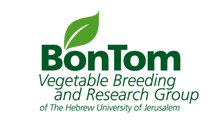 BonTom
Vegetable Breeding
and Research Group
of The Hebrew University of Jerusalem